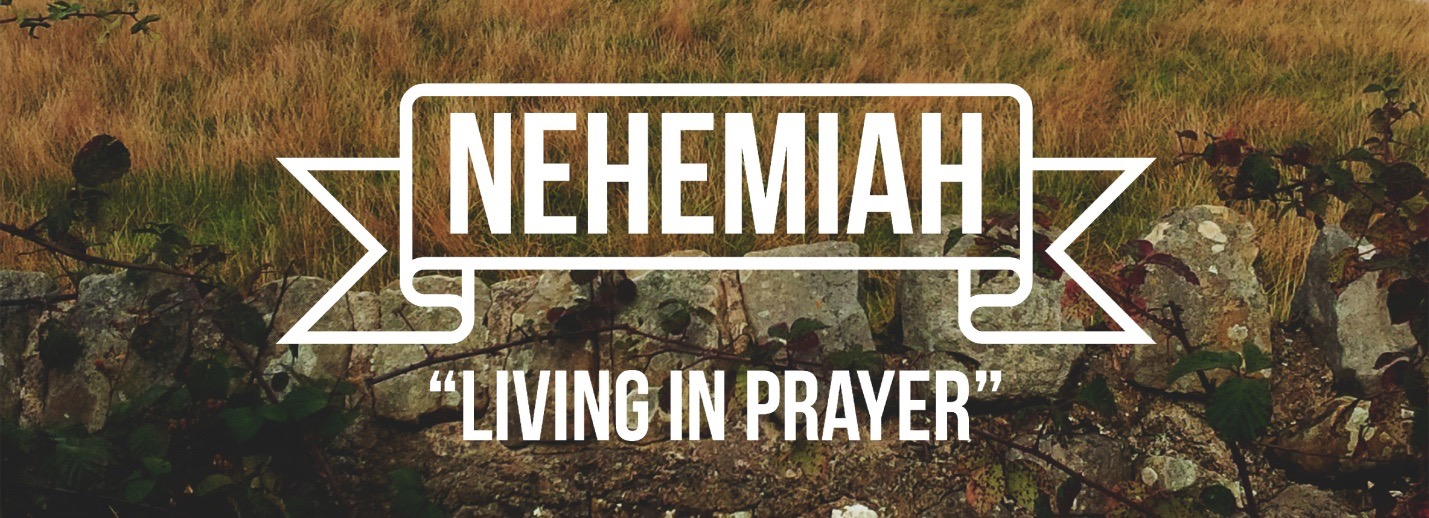 NEHEMIAH
“LIVING IN PRAYER”